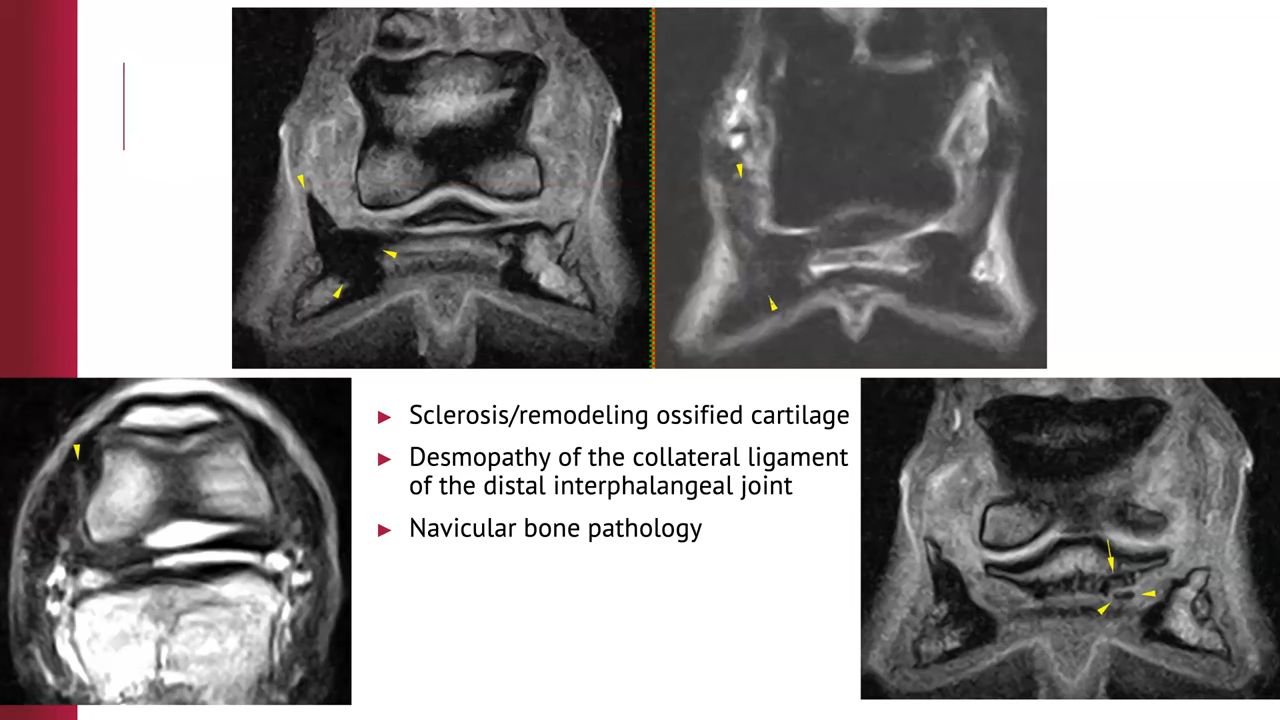 Sclerosis/remodeling ossified cartilage
Desmopathy of the collateral ligament
of the distal interphalangeal joint
Navicular bone pathology